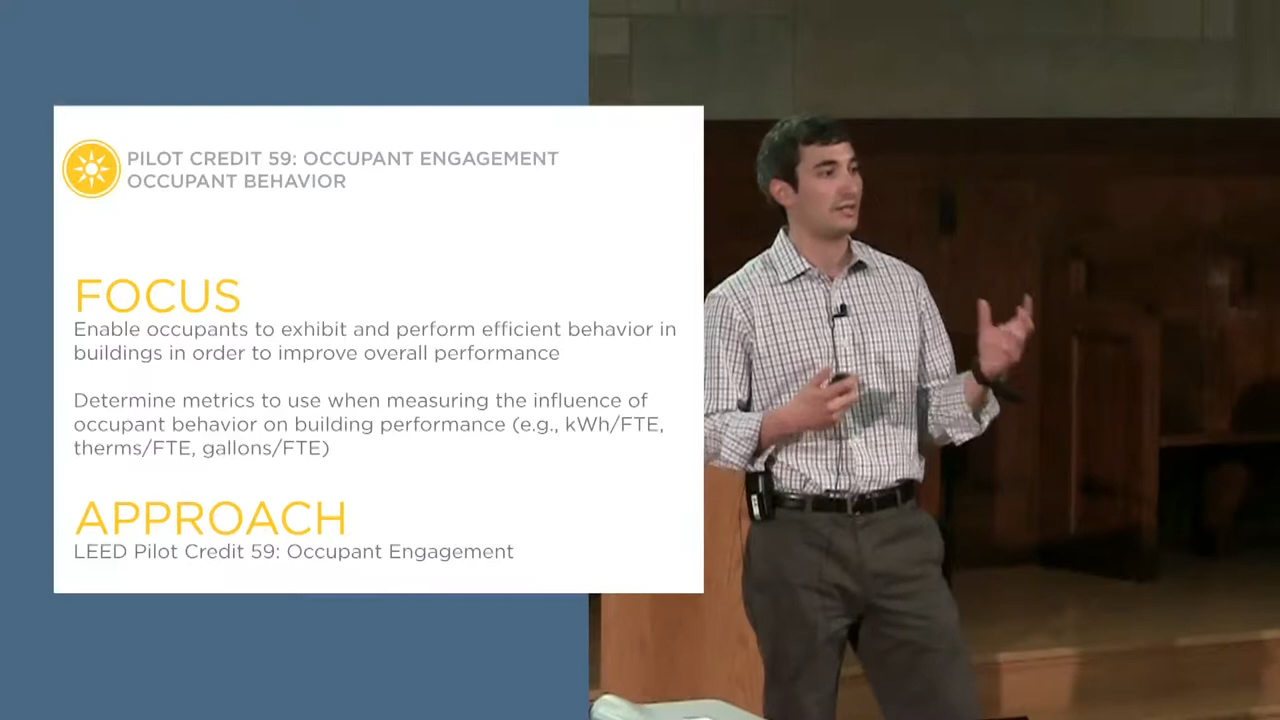 PILOT CREDIT 59: OCCUPANT ENGAGEMENT
OCCUPANT BEHAVIOR
FOCUS
Enable occupants to exhibit and perform efficient behavior in
buildings in order to improve overall performance
Determine metrics to use when measuring the influence of
occupant behavior on building performance (e.g., kWh/FTE,
therms/FTE, gallons/FTE)
APPROACH
LEED Pilot Credit 59: Occupant Engagement